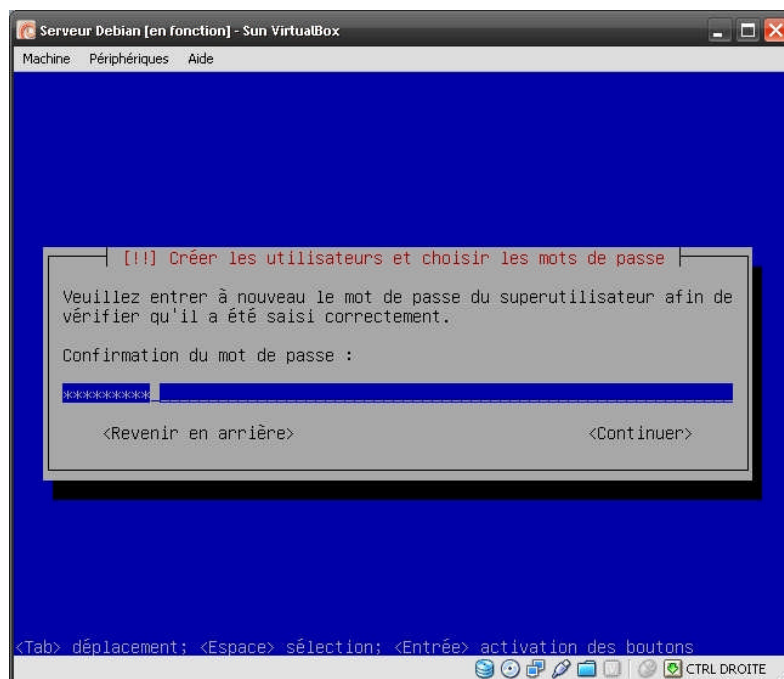 Serveur Debian [en fonction] - Sun VirtualBox
Machine Périphériques Aide
[!!] Créer les utilisateurs et choisir les mots de passe
Veuillez entrer à nouveau le mot de passe du superutilisateur afin de
vérifier qu'il a été saisi correctement.
Confirmation du mot de passe :
*********
<Revenir en arrière> <Continuer>
<Tab> déplacement; <Espace> sélection; <Entrée> activation des boutons
CTRL DROITE